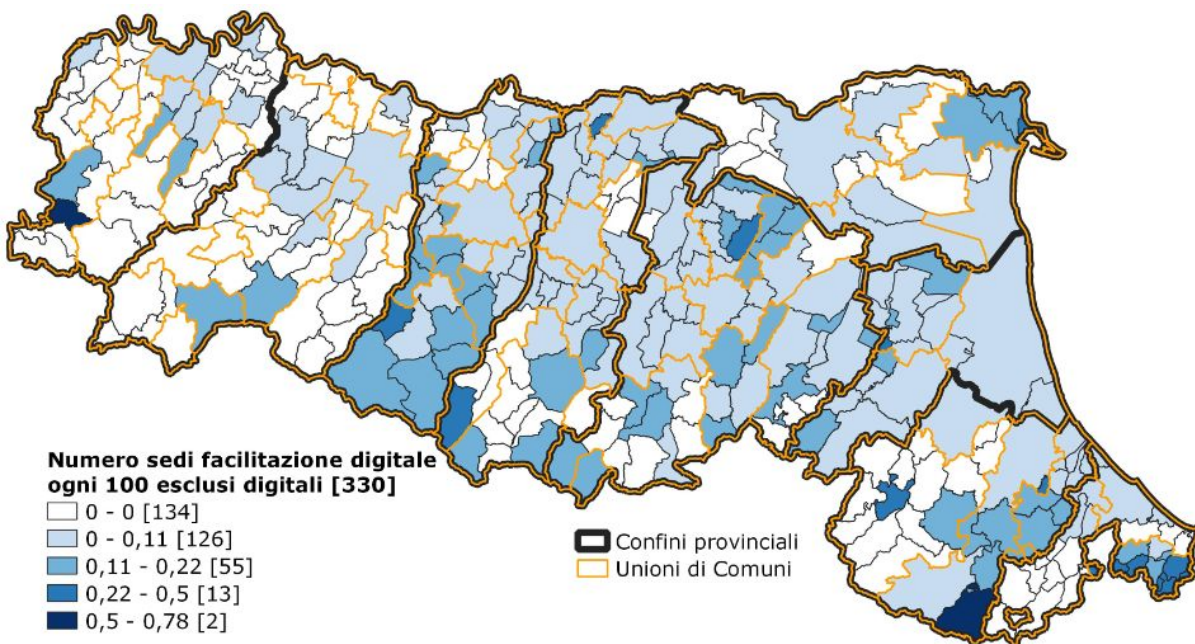 Numero sedi facilitazione digitale
ogni 100 esclusi digitali [330]
0 - 0 [134]
0 - 0,11 [126]
0,11 - 0,22 [55]
0,22 - 0,5 [13]
0,5 - 0,78 [2]
Confini provinciali
Unioni di Comuni